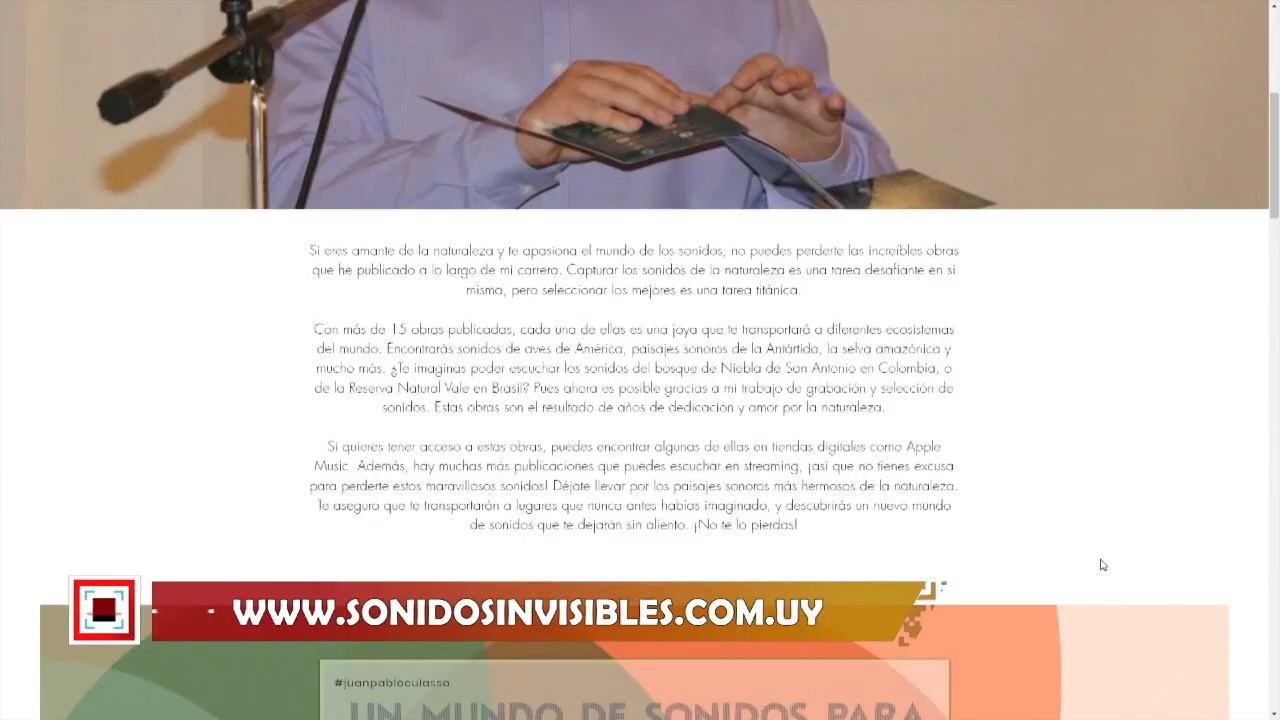 Si eres amante de la naturaleza y te apasiona el mundo de los sonidos, no puedes perderte las increíbles obras
que he publicado a lo largo de mi carrera. Capturar los sonidos de la naturaleza es una tarea desafiante en sí
misma, pero seleccionar los mejores es una tarea titánica.
Con más de 15 obras publicadas, cada una de ellas es una joya que te transportará a diferentes ecosistemas
del mundo. Encontrarás sonidos de aves de América, paisajes sonoros de la Antártida, la selva amazónica y
mucho más. ¿Te imaginas poder escuchar los sonidos del bosque de Niebla de San Antonio en Colombia, o
de la Reserva Natural Vale en Brasil? Pues ahora es posible gracias a mi trabajo de grabación y selección de
sonidos. Estas obras son el resultado de años de dedicación y amor por la naturaleza.
Si quieres tener acceso a estas obras, puedes encontrar algunas de ellas en tiendas digitales como Apple
Music. Además, hay muchas más publicaciones que puedes escuchar en streaming, ¡así que no tienes excusa
para perderte estos maravillosos sonidos! Déjate llevar por los paisajes sonoros más hermosos de la naturaleza.
Te aseguro que te transportarán a lugares que nunca antes habías imaginado, y descubrirás un nuevo mundo
de sonidos que te dejarán sin aliento. ¡No te lo pierdas!
WWW.SONIDOSINVISIBLES.COM.UY
#juanpabloculasso
UN MUNDO DE SONIDOS PARA